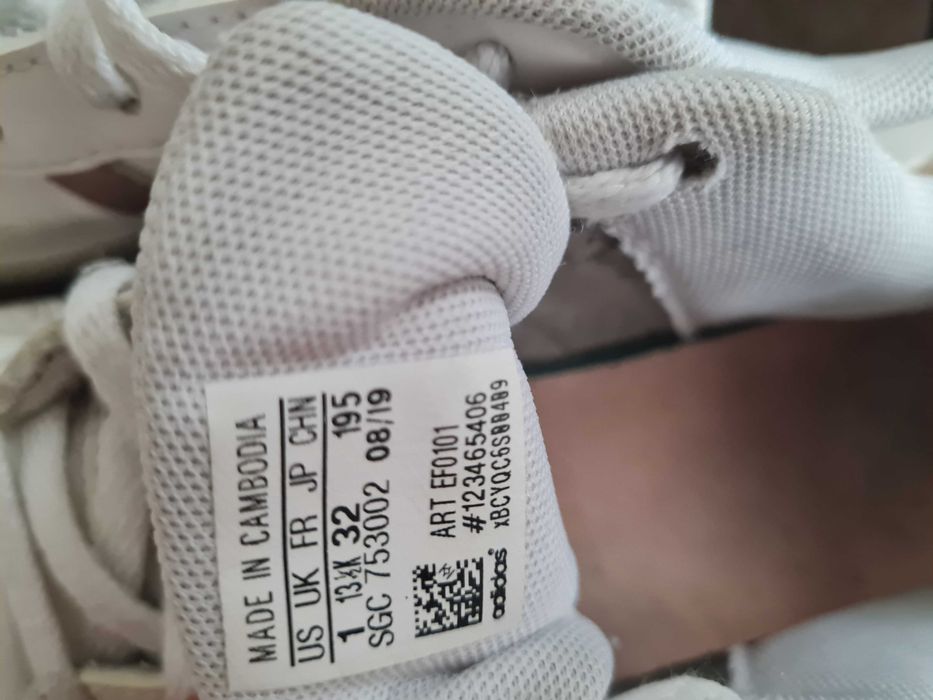 MADE IN CAMBODIA
US UK FR JP CHN
1 13½K 32 195
SGC 753002 08/19
ART EF0101
#123465406
xBCYQC6S00409
adidas®